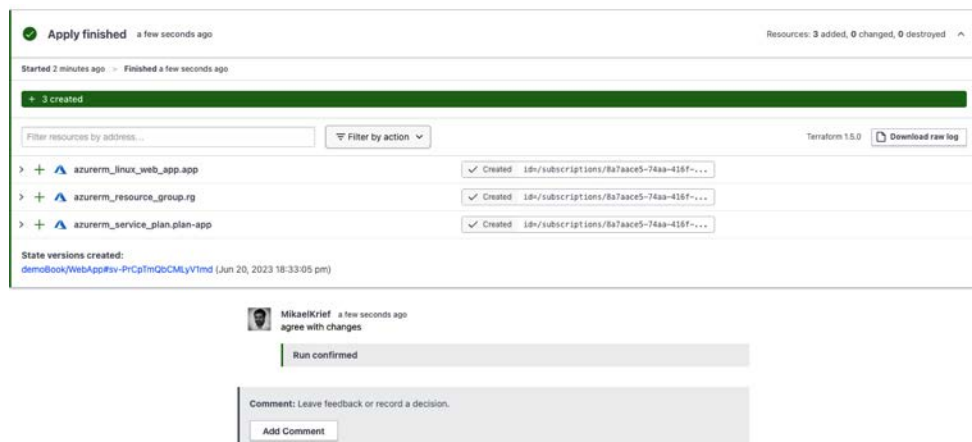 Apply finished a few seconds ago Resources: 3 added, 0 changed, 0 destroyed
Started 2 minutes ago > Finished a few seconds ago
+ 3 created
Filter resources by address... Filter by action Terraform 1.5.0 Download raw log
azurerm_linux_web_app.app Created id=/subscriptions/8a7aace5-74aa-416f-...
azurerm_resource_group.rg Created id=/subscriptions/8a7aace5-74aa-416f-...
azurerm_service_plan.plan-app Created id=/subscriptions/8a7aace5-74aa-416f-...
State versions created:
demoBook/WebApp#sv-PrCpTmQbCMLyV1md (Jun 20, 2023 18:33:05 pm)
MikaelKrief a few seconds ago
agree with changes
Run confirmed
Comment: Leave feedback or record a decision.
Add Comment